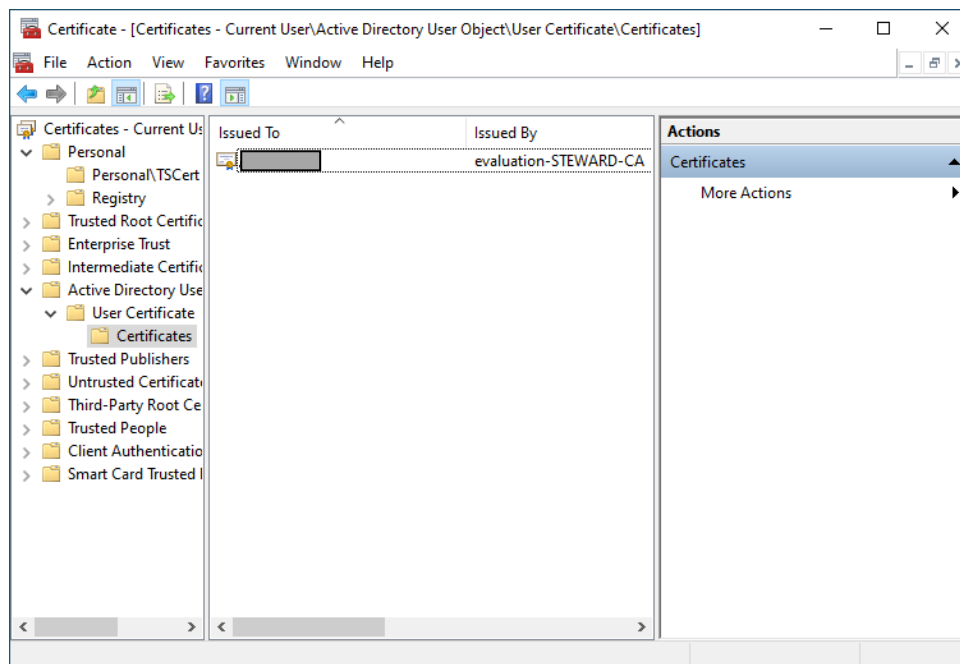 Certificate - [Certificates - Current User\Active Directory User Object\User Certificate\Certificates]
File Action View Favorites Window Help
Certificates - Current Us
Personal
Personal\TSCert
Registry
Trusted Root Certific
Enterprise Trust
Intermediate Certific
Active Directory Use
User Certificate
Certificates
Trusted Publishers
Untrusted Certificat
Third-Party Root Ce
Trusted People
Client Authenticatio
Smart Card Trusted
Issued To Issued By
evaluation-STEWARD-CA
Actions
Certificates
More Actions